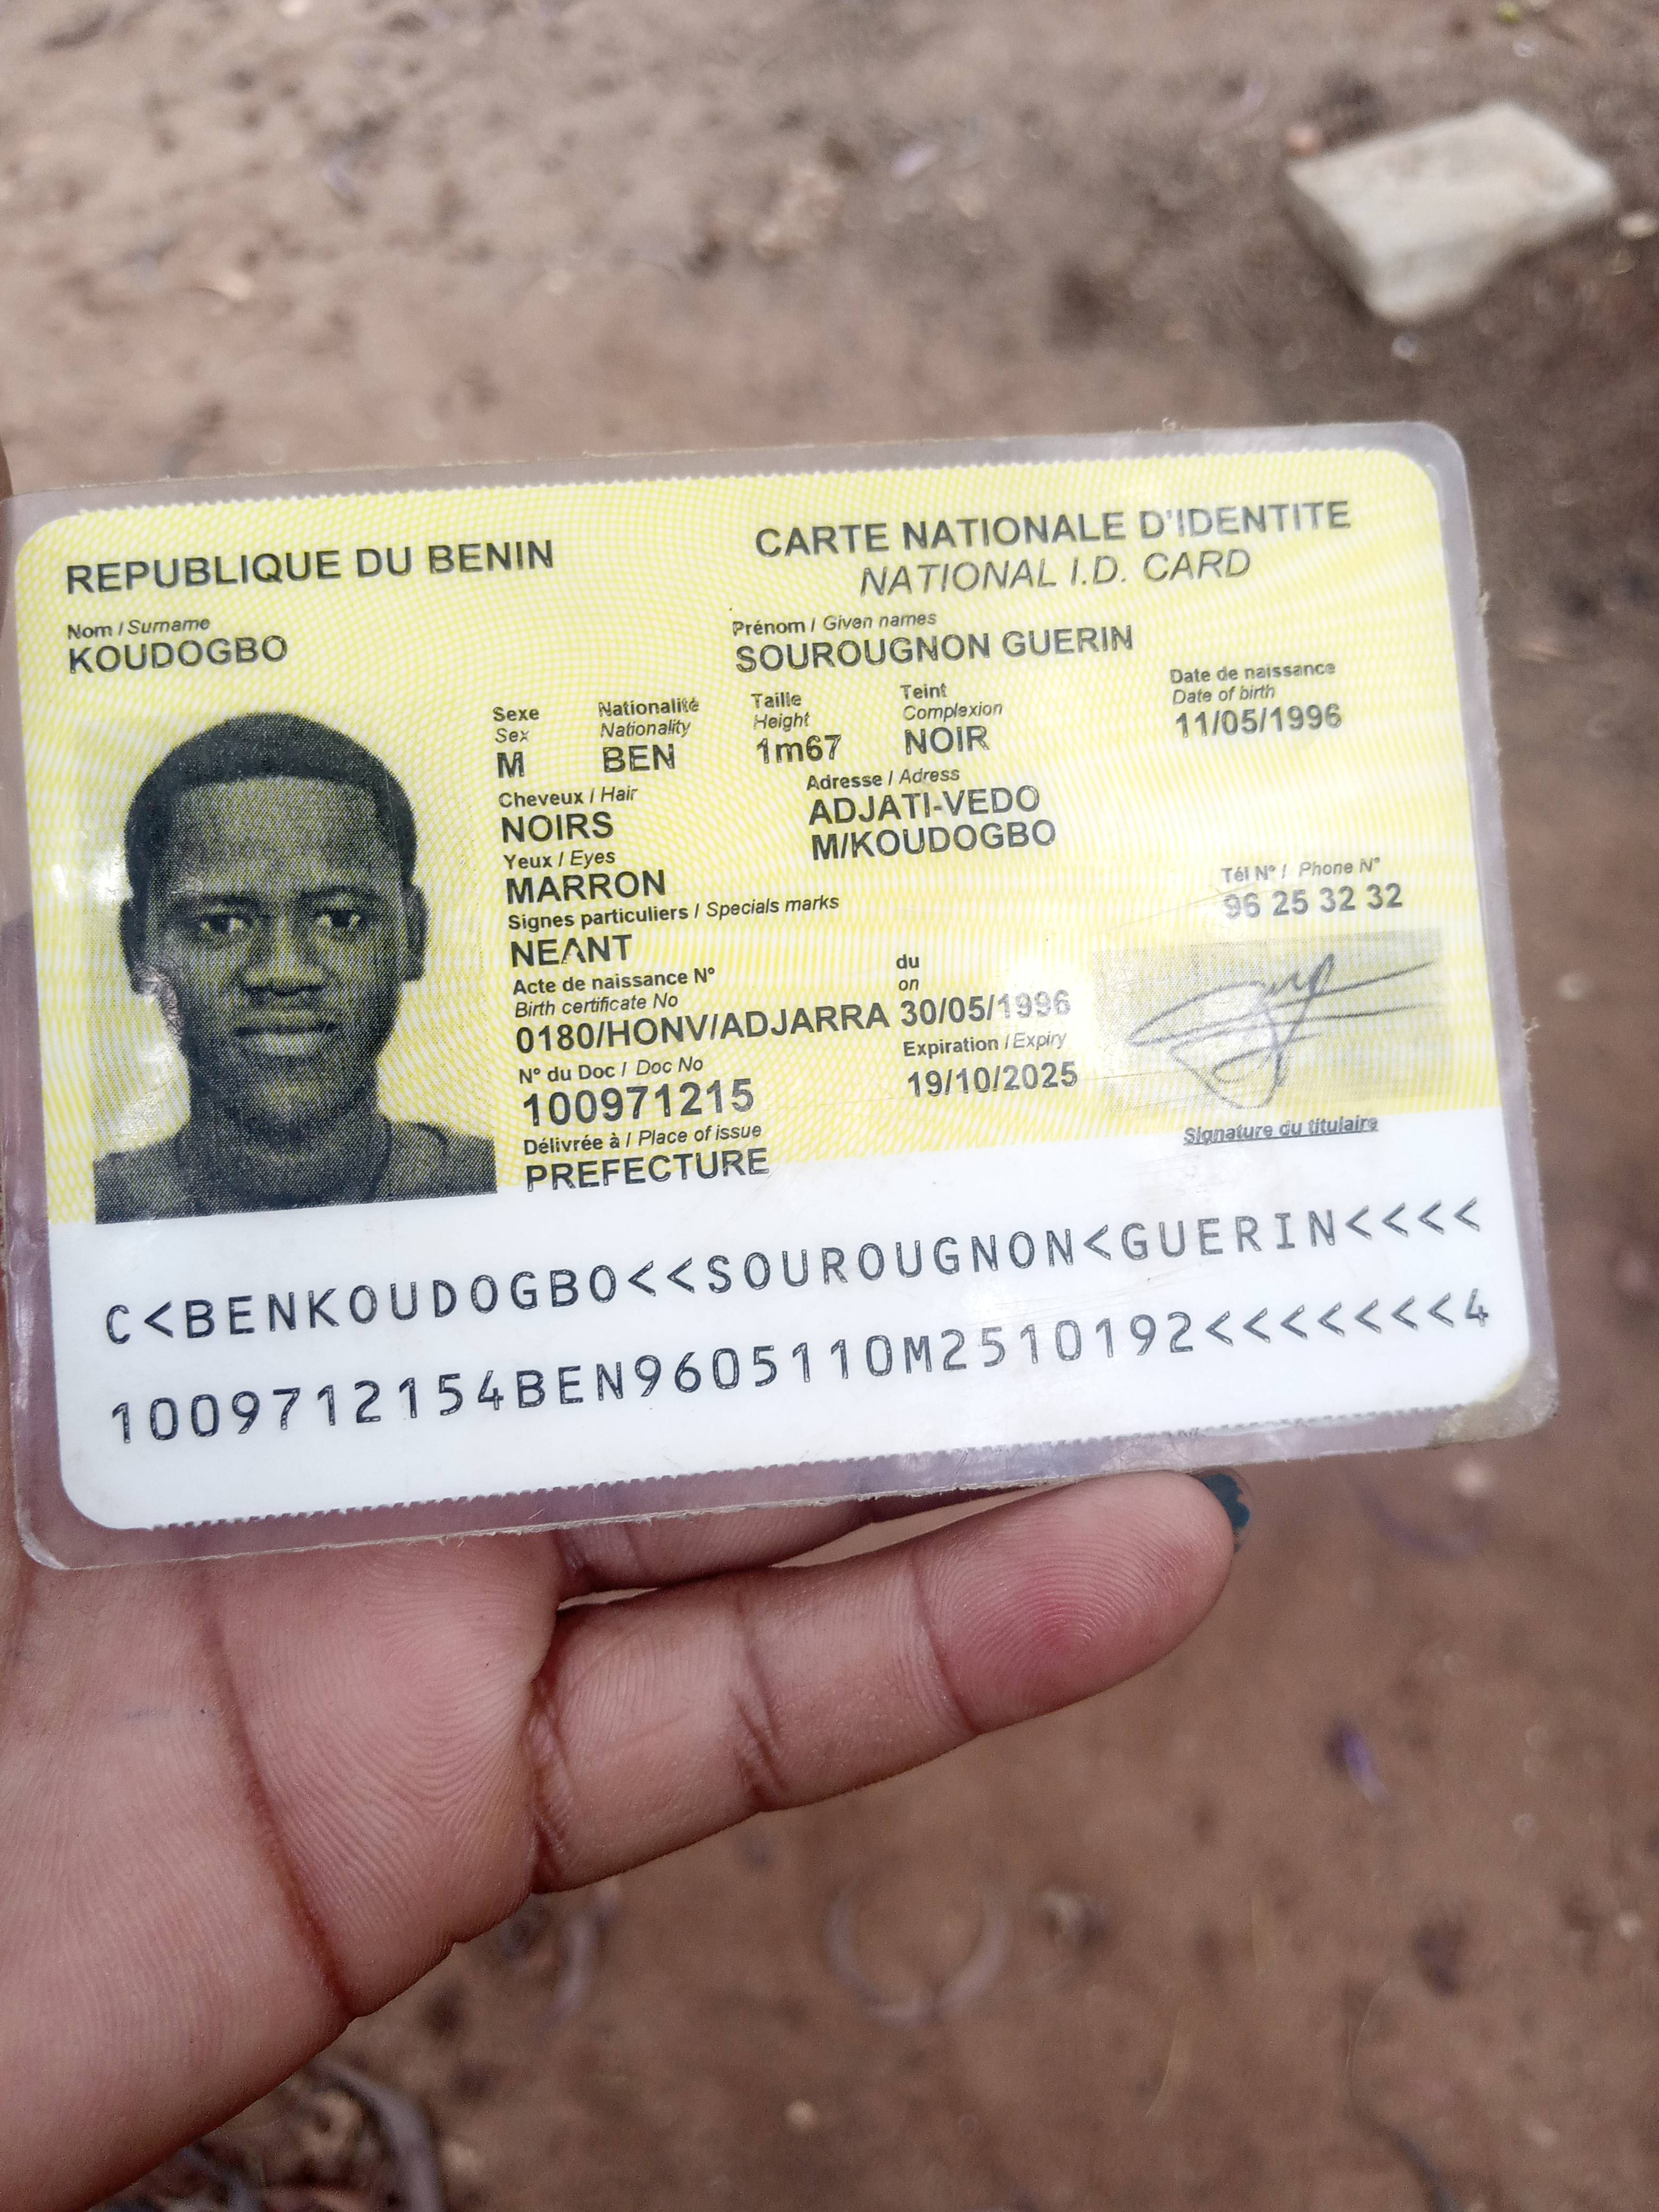 REPUBLIQUE DU BENIN
CARTE NATIONALE D'IDENTITE
NATIONAL I.D. CARD
Nom / Surname
KOUDOGBO
Prénom / Given names
SOUROUGNON GUERIN
Sexe
Sex
M
Nationalité
Nationality
BEN
Taille
Height
1m67
Teint
Complexion
NOIR
Date de naissance
Date of birth
11/05/1996
Cheveux / Hair
NOIRS
Adresse / Adress
ADJATI-VEDO
M/KOUDOGBO
Yeux / Eyes
MARRON
Tél N° / Phone N°
96 25 32 32
Signes particuliers / Specials marks
NEANT
Acte de naissance N°
Birth certificate No
0180/HONV/ADJARRA
du
on
30/05/1996
N° du Doc / Doc No
100971215
Expiration / Expiry
19/10/2025
Délivrée à / Place of issue
PREFECTURE
Signature du titulaire
C<BENKOUDOGBO<<SOUROUGNON<GUERIN<<<<
1009712154BEN9605110M2510192<<<<<<<4